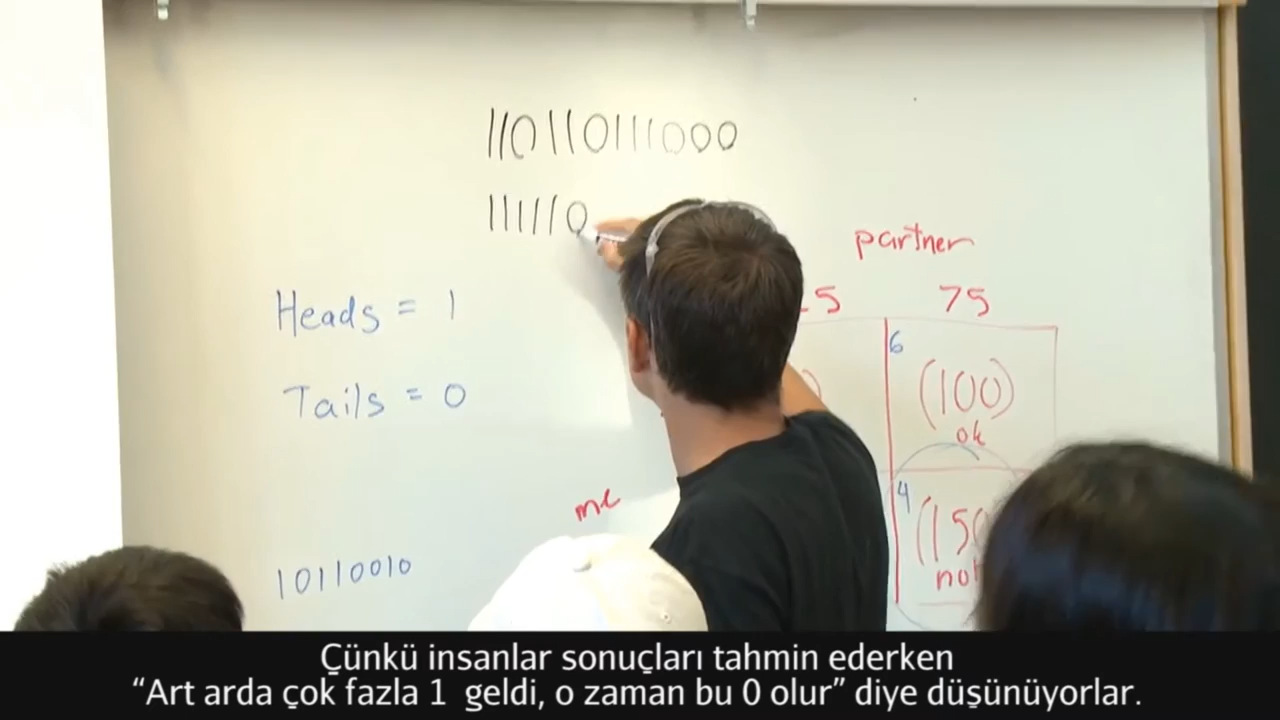 110110111000
1111110
partner
75
Heads = 1
6
(100)
ok
Tails = 0
me
4
10110010
Çünkü insanlar sonuçları tahmin ederken
“Art arda çok fazla 1 geldi, o zaman bu 0 olur” diye düşünüyorlar.